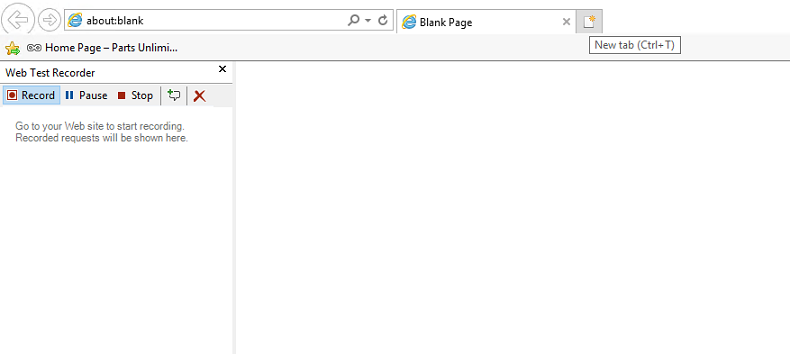 about:blank
Blank Page
New tab (Ctrl+T)
Home Page – Parts Unlimi...
Web Test Recorder
Record Pause Stop
Go to your Web site to start recording.
Recorded requests will be shown here.